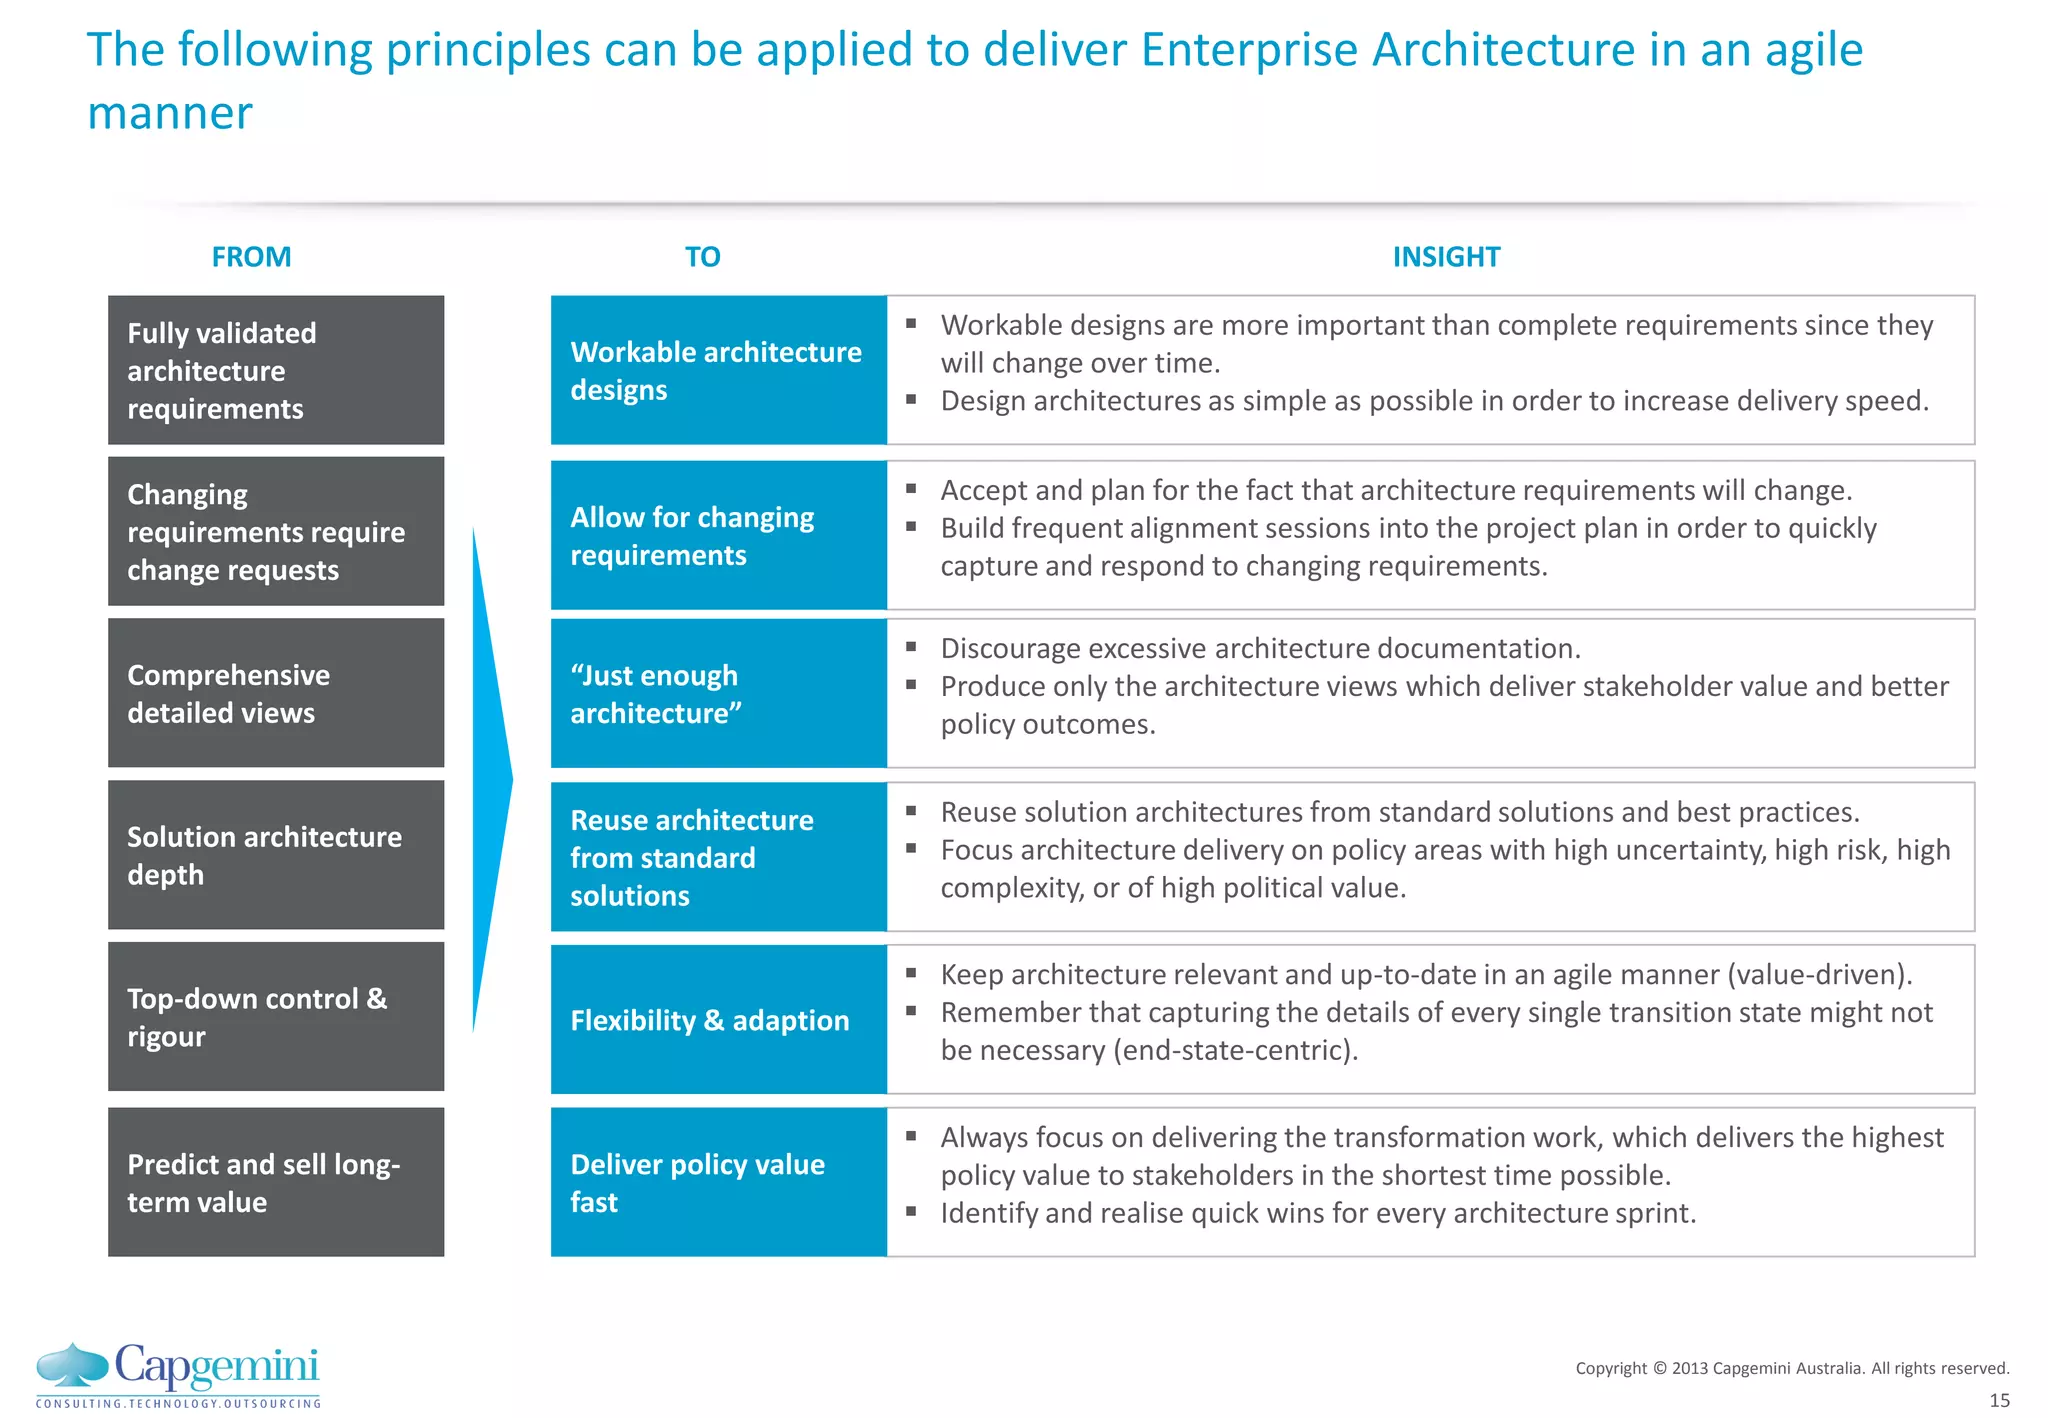 The following principles can be applied to deliver Enterprise Architecture in an agile
manner
FROM
TO
INSIGHT
Fully validated
architecture
requirements
Workable architecture
designs
▪ Workable designs are more important than complete requirements since they
will change over time.
▪ Design architectures as simple as possible in order to increase delivery speed.
Changing
requirements require
change requests
Allow for changing
requirements
▪ Accept and plan for the fact that architecture requirements will change.
▪ Build frequent alignment sessions into the project plan in order to quickly
capture and respond to changing requirements.
Comprehensive
detailed views
“Just enough
architecture”
▪ Discourage excessive architecture documentation.
▪ Produce only the architecture views which deliver stakeholder value and better
policy outcomes.
Solution architecture
depth
Reuse architecture
from standard
solutions
▪ Reuse solution architectures from standard solutions and best practices.
▪ Focus architecture delivery on policy areas with high uncertainty, high risk, high
complexity, or of high political value.
Top-down control &
rigour
Flexibility & adaption
▪ Keep architecture relevant and up-to-date in an agile manner (value-driven).
▪ Remember that capturing the details of every single transition state might not
be necessary (end-state-centric).
Predict and sell long-
term value
Deliver policy value
fast
▪ Always focus on delivering the transformation work, which delivers the highest
policy value to stakeholders in the shortest time possible.
▪ Identify and realise quick wins for every architecture sprint.
Capgemini
CONSULTING.TECHNOLOGY.OUTSOURCING
Copyright © 2013 Capgemini Australia. All rights reserved.
15